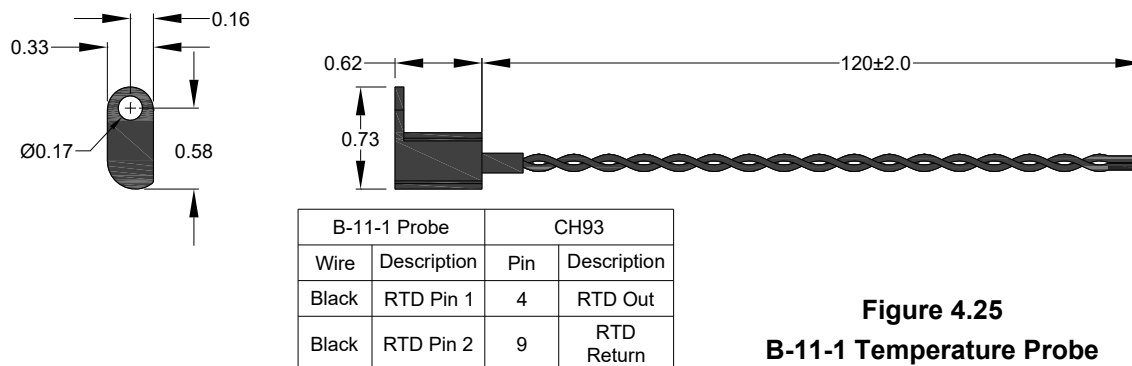 0.16
0.33
0.62
120±2.0
0.73
Ø0.17
0.58
B-11-1 Probe CH93
Wire Description Pin Description
Black RTD Pin 1 4 RTD Out
Black RTD Pin 2 9 RTD
Return
Figure 4.25
B-11-1 Temperature Probe